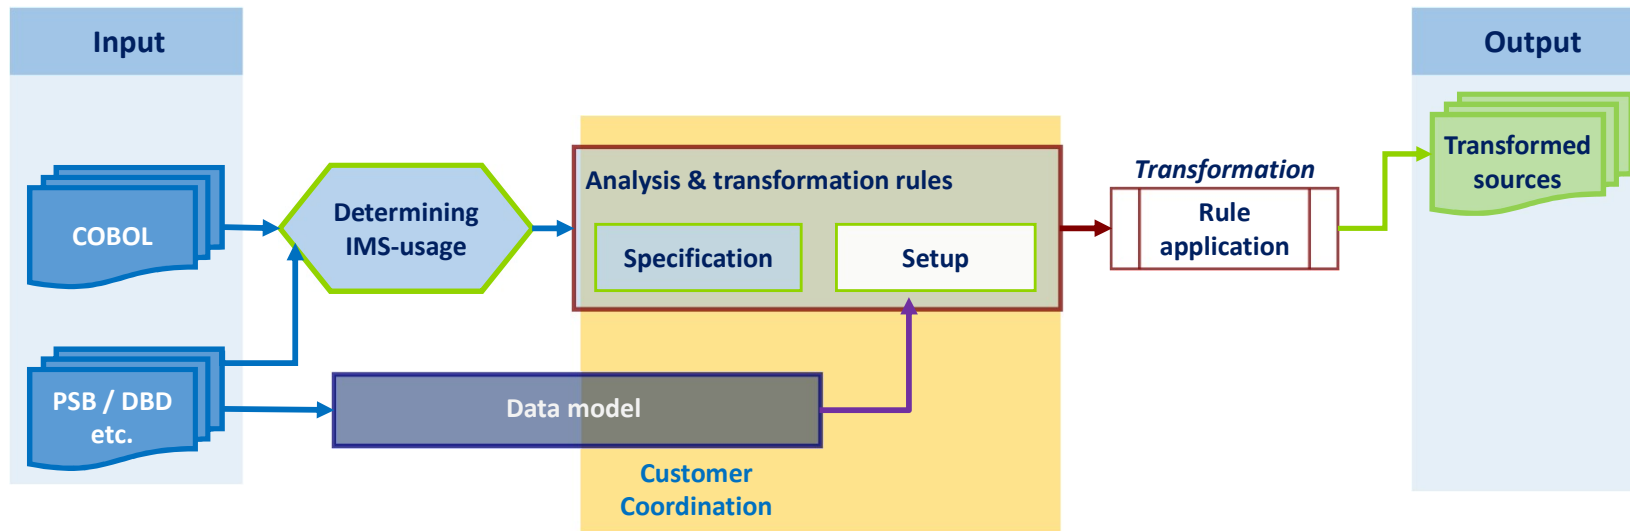 Input
Output
COBOL
PSB / DBD
etc.
Determining
IMS-usage
Analysis & transformation rules
Specification
Setup
Data model
Customer
Coordination
Transformation
Rule
application
Transformed
sources